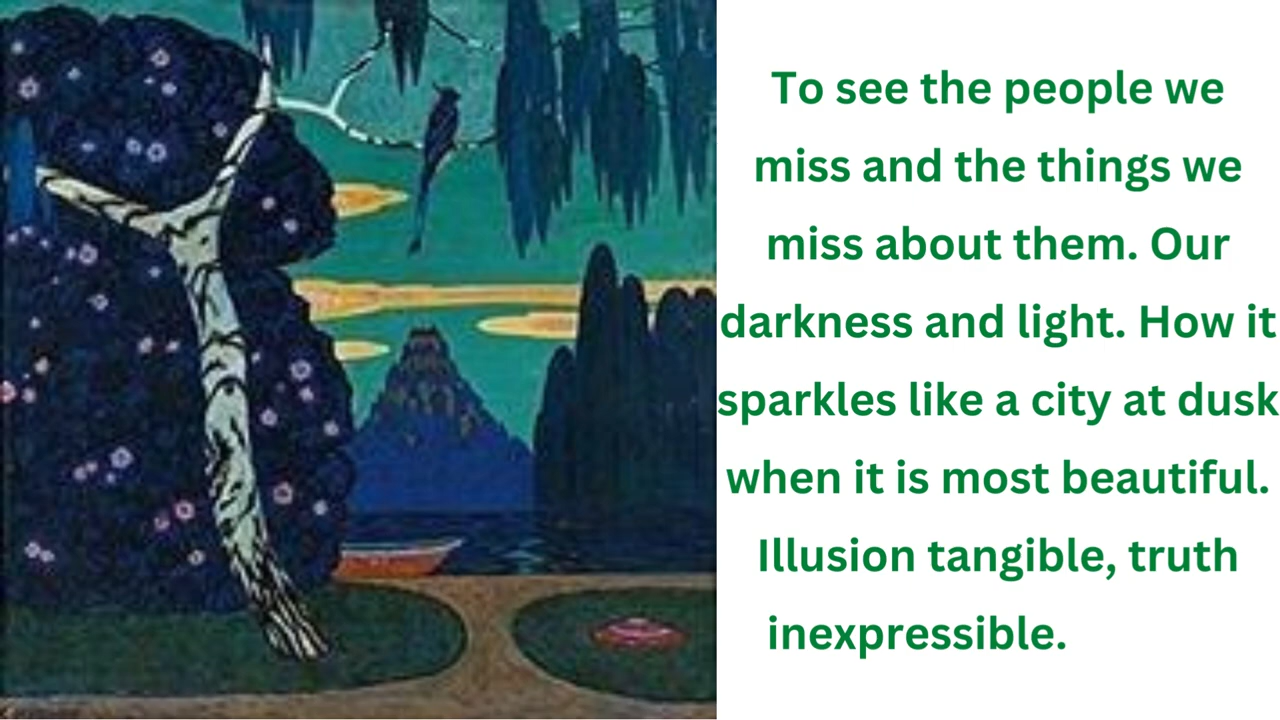 To see the people we
miss and the things we
miss about them. Our
darkness and light. How it
sparkles like a city at dusk
when it is most beautiful.
Illusion tangible, truth
inexpressible.